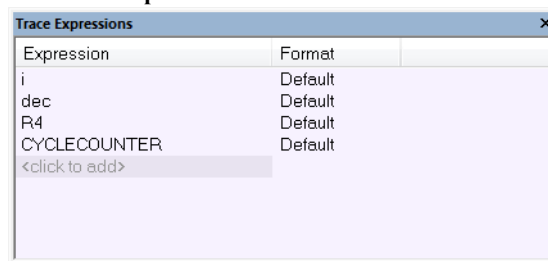 Trace Expressions
Expression Format
i Default
dec Default
R4 Default
CYCLECOUNTER Default
<click to add>